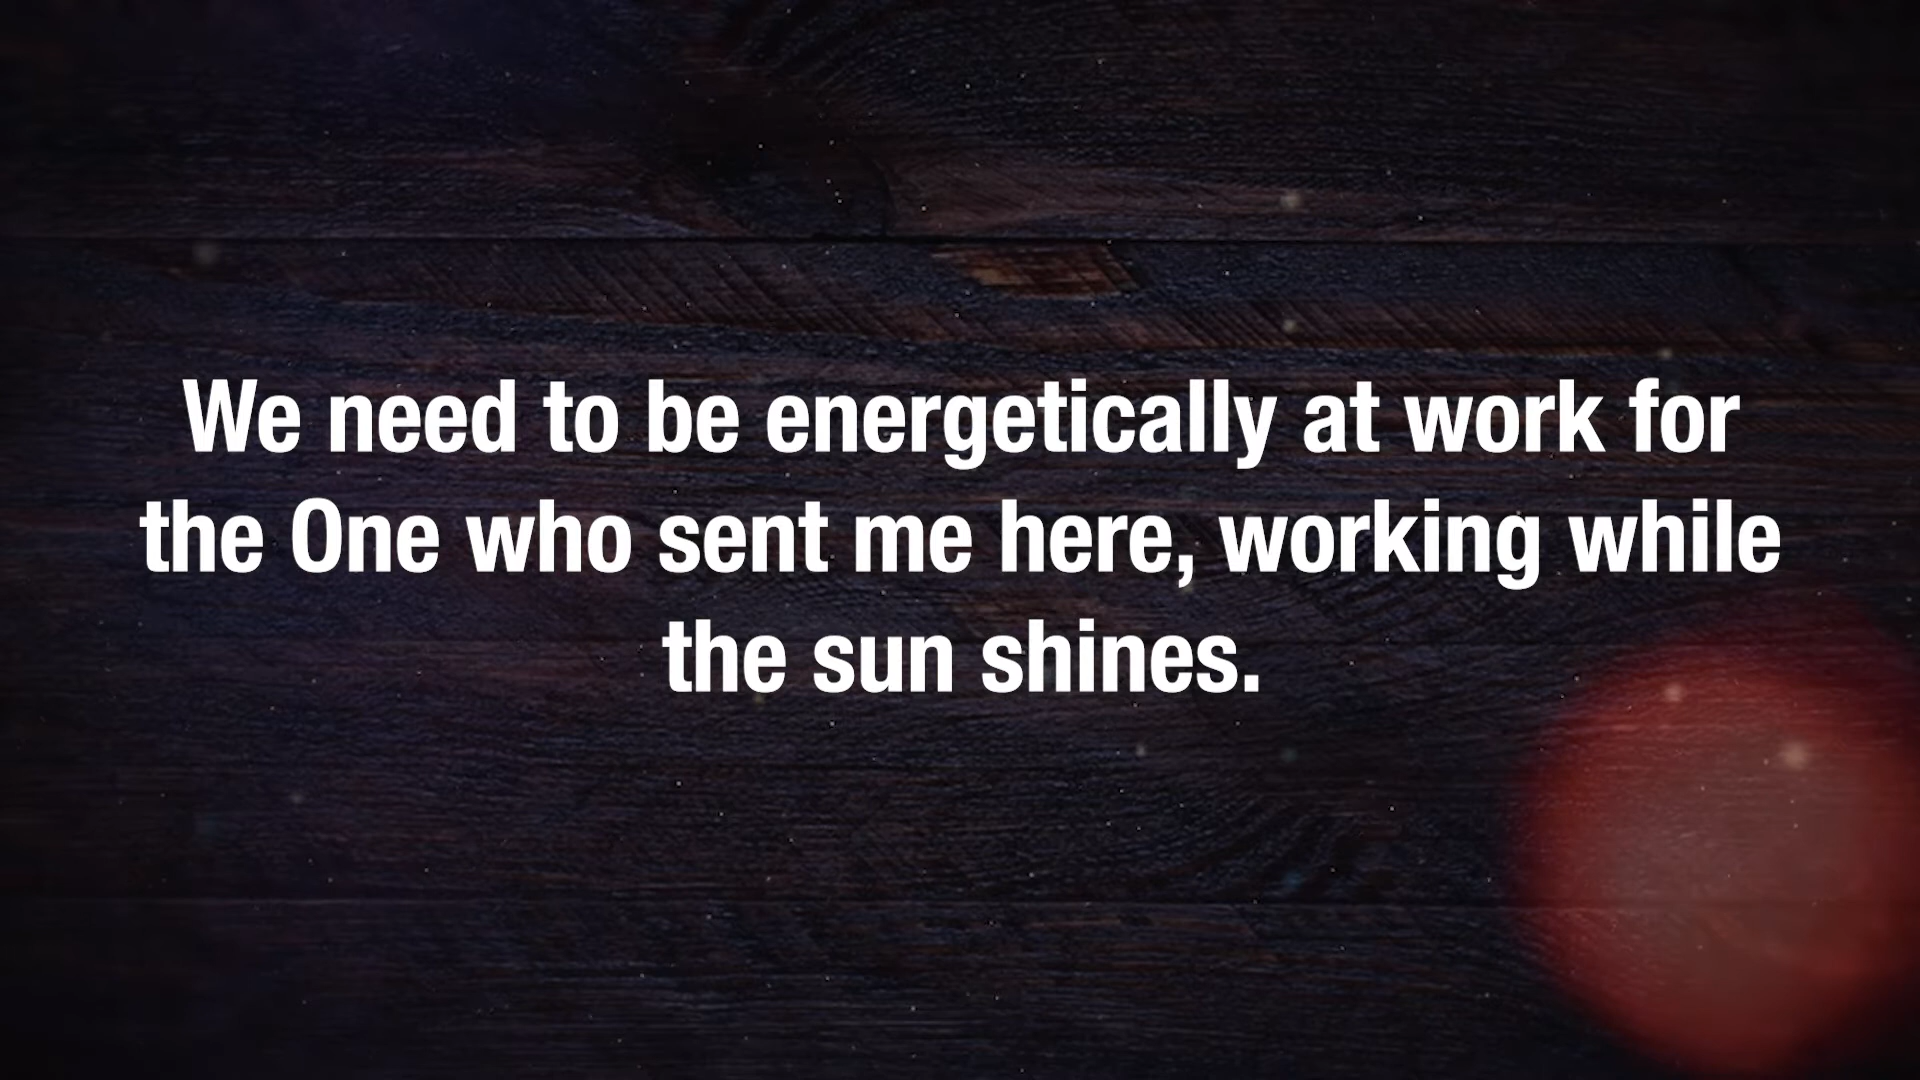 We need to be energetically at work for
the One who sent me here, working while
the sun shines.